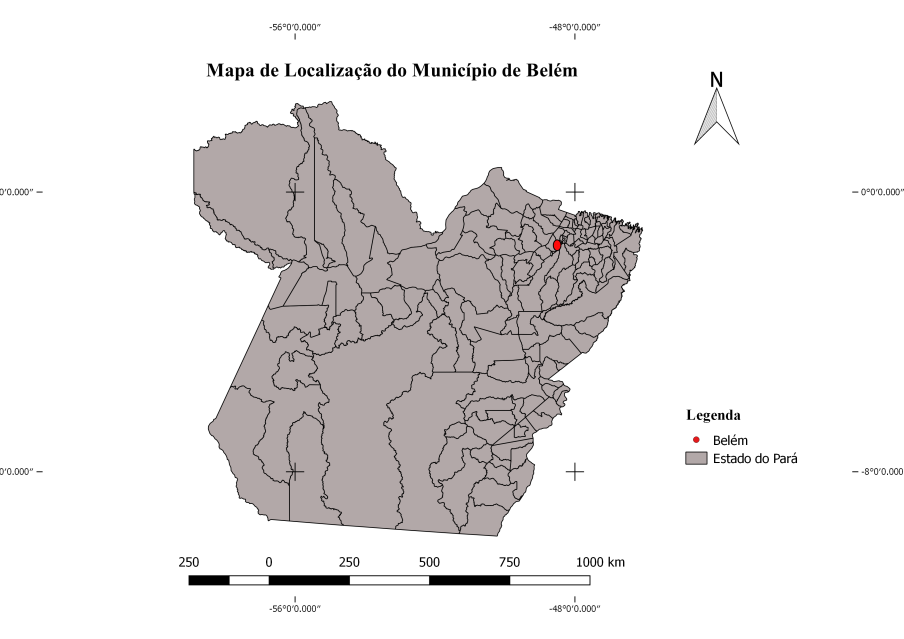 -56°0'0.000" -48°0'0.000"
Mapa de Localização do Município de Belém
N
0'0.000" 0°0'0.000"
Legenda
Belém
Estado do Pará
0'0.000" -8°0'0.000
250 0 250 500 750 1000 km
-56°0'0.000" -48°0'0.000"